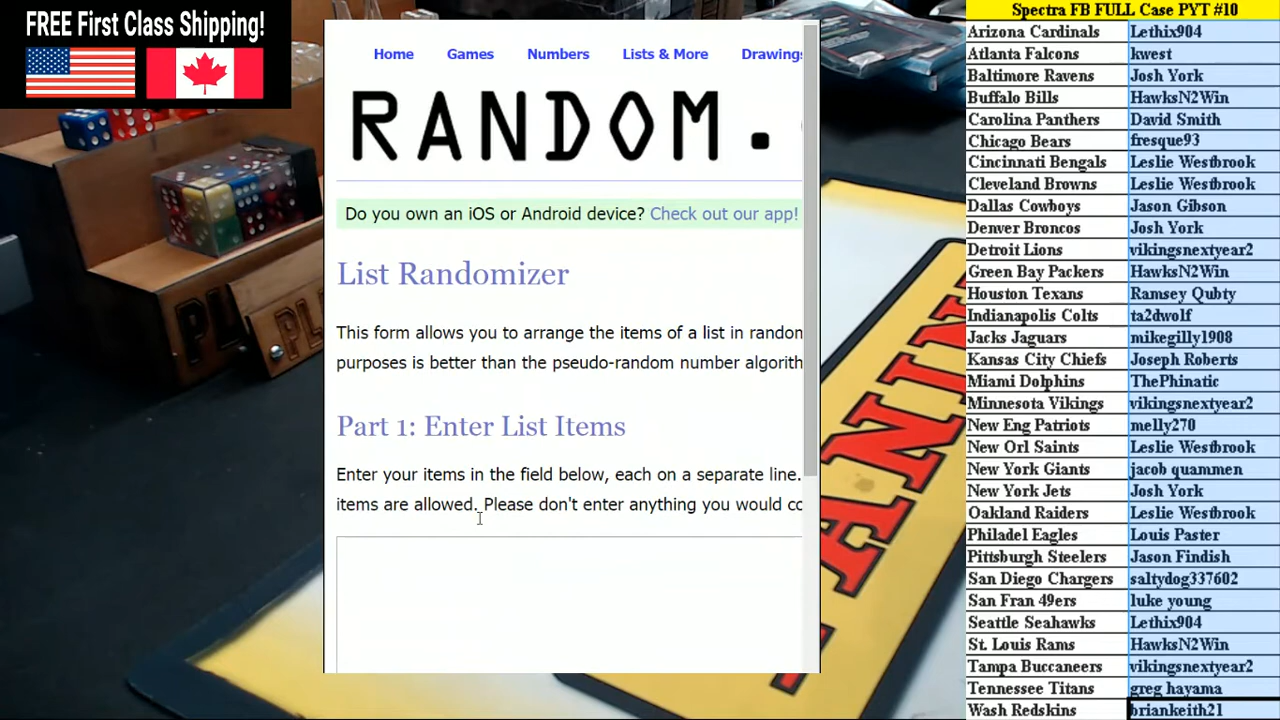 FREE First Class Shipping!
Home Games Numbers Lists & More Drawings
RANDOM.
Do you own an iOS or Android device? Check out our app!
List Randomizer
This form allows you to arrange the items of a list in random
purposes is better than the pseudo-random number algorith
Part 1: Enter List Items
Enter your items in the field below, each on a separate line.
items are allowed. Please don't enter anything you would co
Spectra FB FULL Case PYT #10
Arizona Cardinals Lethix904
Atlanta Falcons kwest
Baltimore Ravens Josh York
Buffalo Bills HawksN2Win
Carolina Panthers David Smith
Chicago Bears fresque93
Cincinnati Bengals Leslie Westbrook
Cleveland Browns Leslie Westbrook
Dallas Cowboys Jason Gibson
Denver Broncos Josh York
Detroit Lions vikingsnextyear2
Green Bay Packers HawksN2Win
Houston Texans Ramsey Qubty
Indianapolis Colts ta2dwolf
Jacks Jaguars mikegilly1908
Kansas City Chiefs Joseph Roberts
Miami Dolphins ThePhinatic
Minnesota Vikings vikingsnextyear2
New Eng Patriots melly270
New Orl Saints Leslie Westbrook
New York Giants jacob quammen
New York Jets Josh York
Oakland Raiders Leslie Westbrook
Philadel Eagles Louis Paster
Pittsburgh Steelers Jason Findish
San Diego Chargers saltydog337602
San Fran 49ers luke young
Seattle Seahawks Lethix904
St. Louis Rams HawksN2Win
Tampa Buccaneers vikingsnextyear2
Tennessee Titans greg hayama
Wash Redskins briankeith21